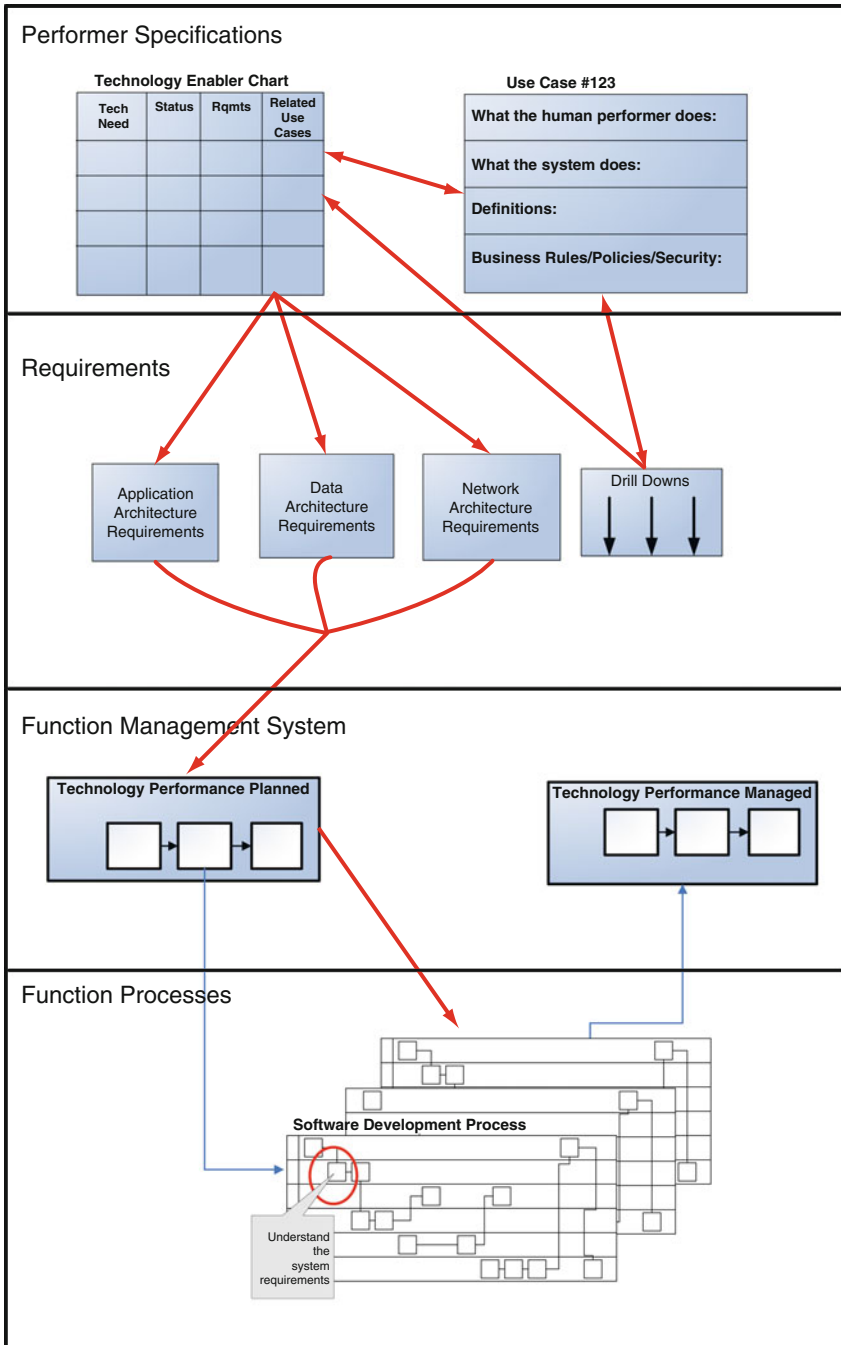 Performer Specifications
Technology Enabler Chart
Tech
Need
Status
Rqmts
Related
Use
Cases
Use Case #123
What the human performer does:
What the system does:
Definitions:
Business Rules/Policies/Security:
Requirements
Application
Architecture
Requirements
Data
Architecture
Requirements
Network
Architecture
Requirements
Drill Downs
Function Management System
Technology Performance Planned
Technology Performance Managed
Function Processes
Software Development Process
Understand
the
system
requirements